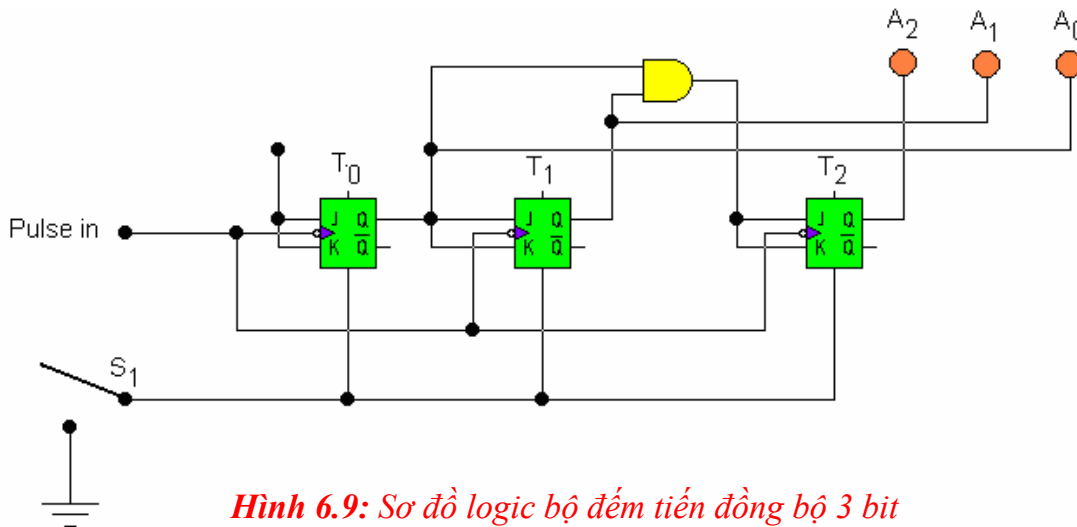 A2 A1 A0
T0 T1 T2
J Q J Q J Q
Pulse in
K Q̅ K Q̅ K Q̅
S1
Hình 6.9: Sơ đồ logic bộ đếm tiến đồng bộ 3 bit